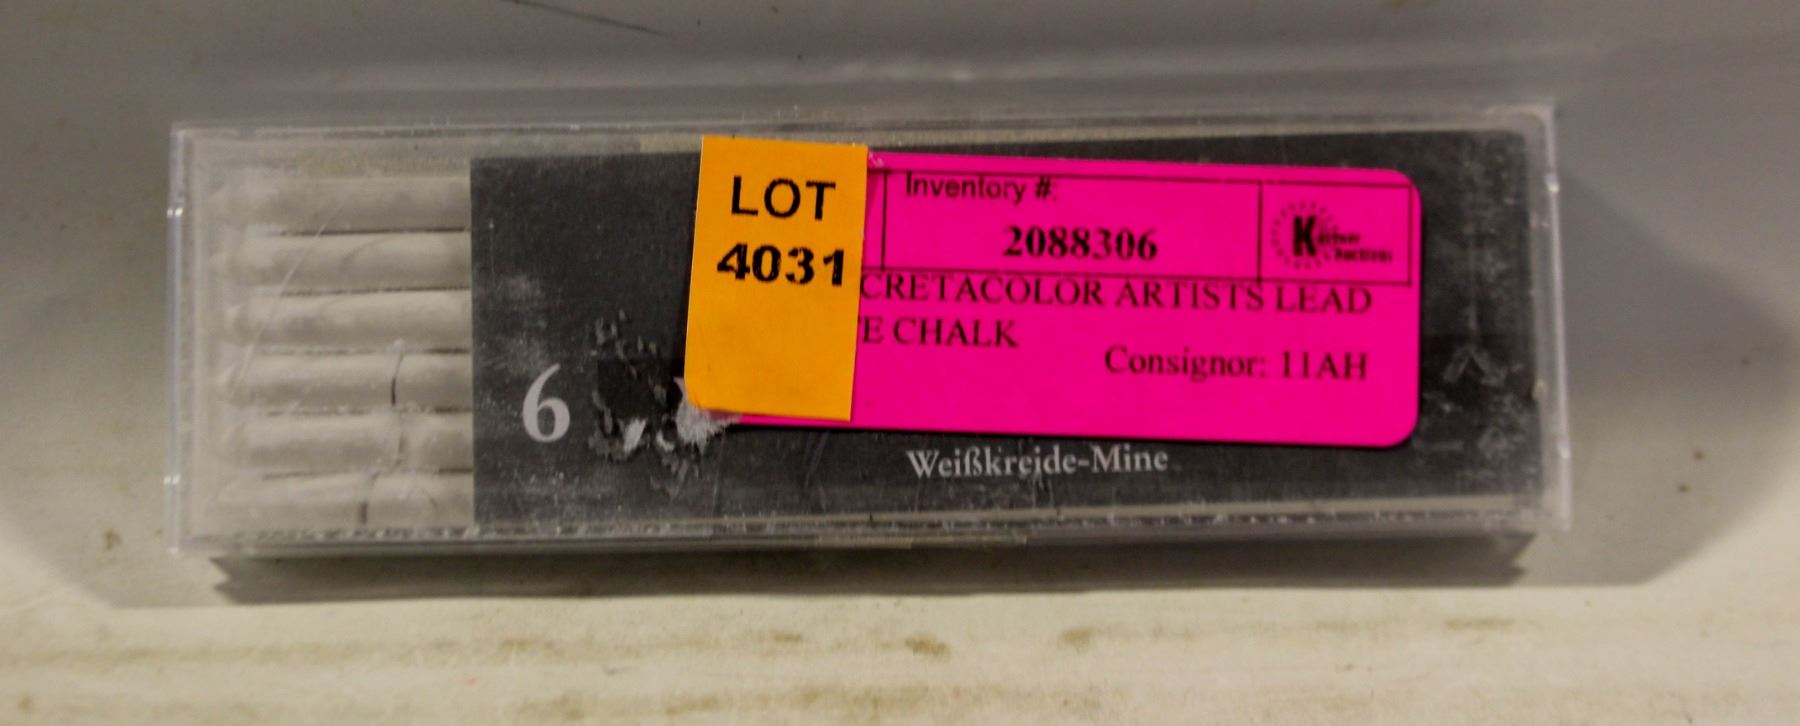 LOT
4031
Inventory #:
2088306
CRETACOLOR ARTISTS LEAD
E CHALK
Consignor: 11AH
6
Weißkreide-Mine